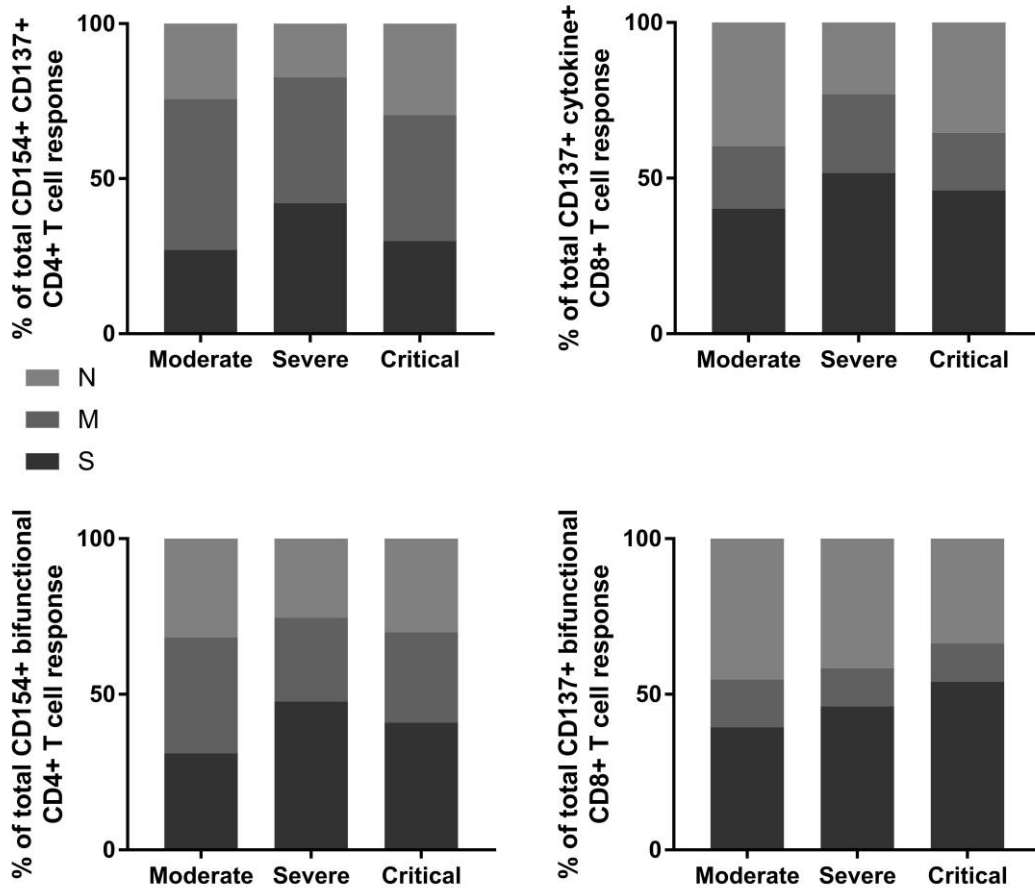 % of total CD154+ CD137+
CD4+ T cell response
100
50
0
Moderate Severe Critical
% of total CD137+ cytokine+
CD8+ T cell response
100
50
0
Moderate Severe Critical
N
M
S
% of total CD154+ bifunctional
CD4+ T cell response
100
50
0
Moderate Severe Critical
% of total CD137+ bifunctional
CD8+ T cell response
100
50
0
Moderate Severe Critical